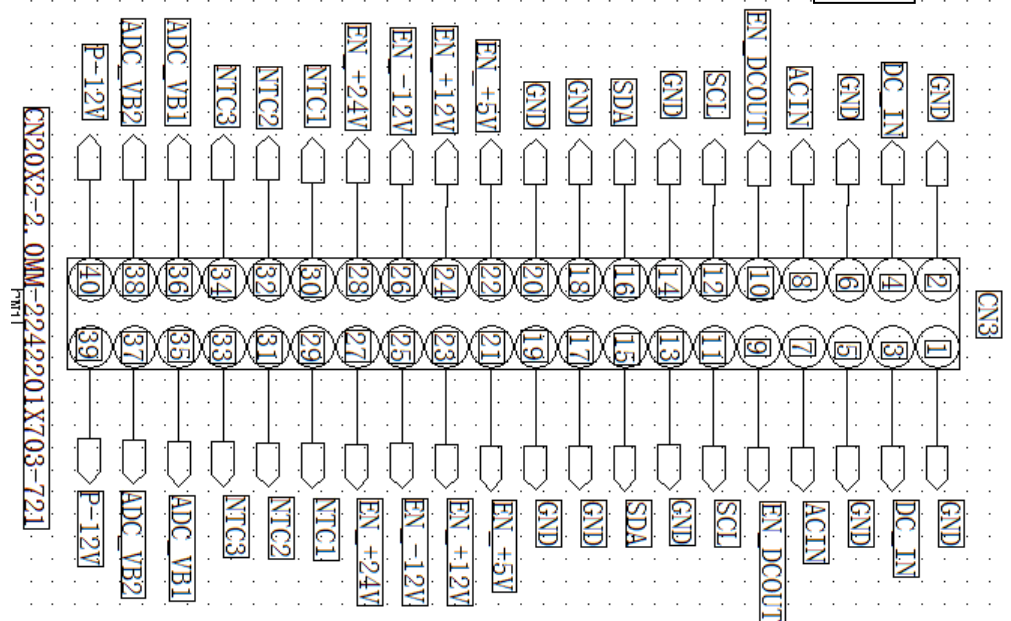 P-12V
ADC_VB2
ADC_VB1
NTC3
NTC2
NTC1
EN_+24V
EN_-12V
EN_+12V
EN_+5V
GND
GND
SDA
GND
SCL
EN_DCOUT
ACIN
GND
DC_IN
GND
40
38
36
34
32
30
28
26
24
22
20
18
16
14
12
10
8
6
4
2
CN3
39
37
35
33
31
29
27
25
23
21
19
17
15
13
11
9
7
5
3
1
P-12V
ADC_VB2
ADC_VB1
NTC3
NTC2
NTC1
EN_+24V
EN_-12V
EN_+12V
EN_+5V
GND
GND
SDA
GND
SCL
EN_DCOUT
ACIN
GND
DC_IN
GND
CN20X2-2.0MM-2242201X703-721